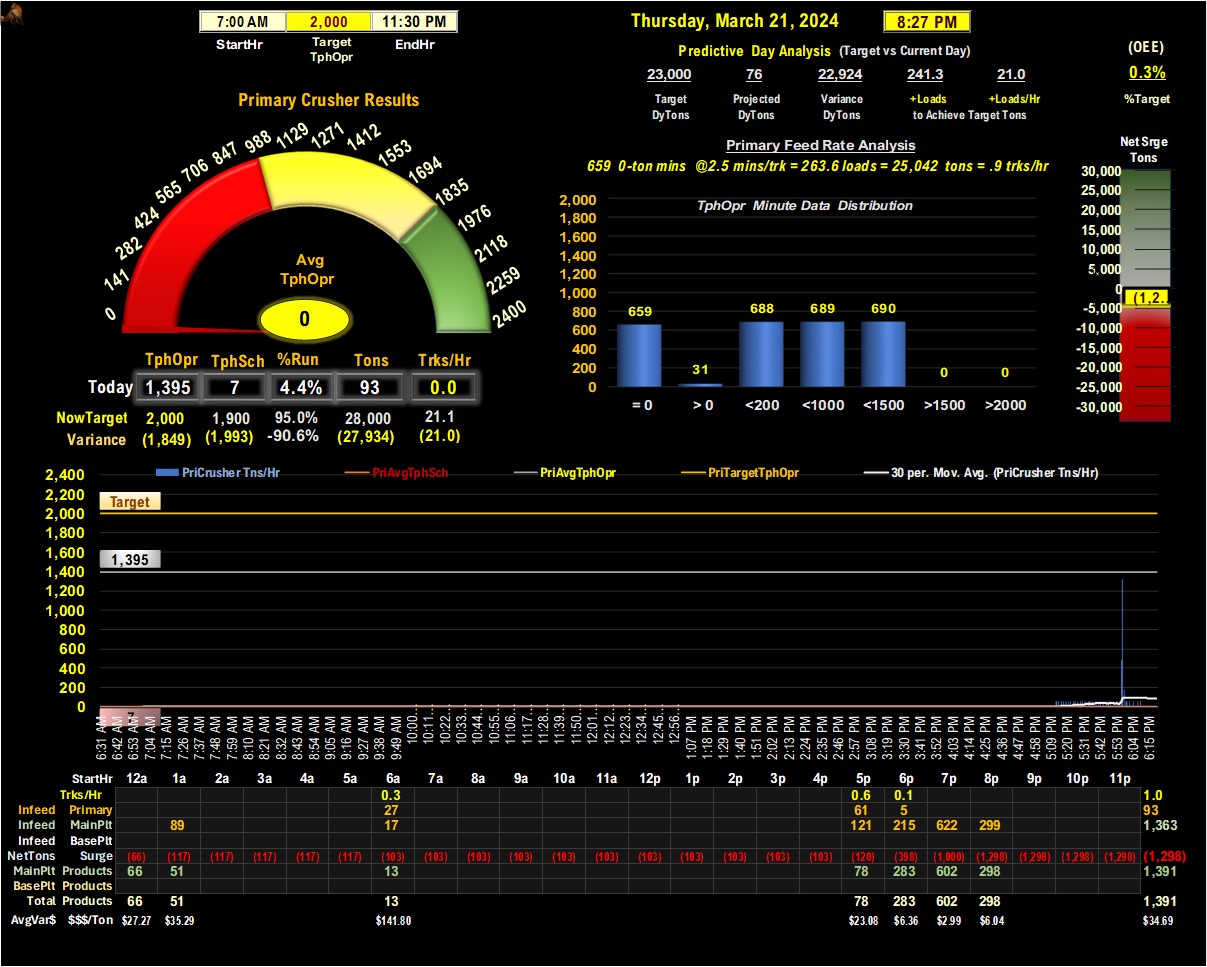 7:00 AM 2,000 11:30 PM
StartHr Target TphOpr EndHr
Thursday, March 21, 2024 8:27 PM
Predictive Day Analysis (Target vs Current Day)
23,000 76 22,924 241.3 21.0
Target Projected Variance +Loads +Loads/Hr
DyTons DyTons DyTons to Achieve Target Tons
(OEE)
0.3%
%Target
Primary Crusher Results
0 141 282 424 565 706 847 988 1129 1271 1412 1553 1694 1835 1976 2118 2259 2400
Avg
TphOpr
0
TphOpr TphSch %Run Tons Trks/Hr
Today 1,395 7 4.4% 93 0.0
NowTarget 2,000 1,900 95.0% 28,000 21.1
Variance (1,849) (1,993) -90.6% (27,934) (21.0)
Primary Feed Rate Analysis
659 0-ton mins @2.5 mins/trk = 263.6 loads = 25,042 tons = .9 trks/hr
TphOpr Minute Data Distribution
2,000
1,800
1,600
1,400
1,200
1,000
800
600
400
200
0
659 31 688 689 690 0 0
= 0 > 0 <200 <1000 <1500 >1500 >2000
Net Srge
Tons
30,000
25,000
20,000
15,000
10,000
5,000
0
(1,2..
-5,000
-10,000
-15,000
-20,000
-25,000
-30,000
PriCrusher Tns/Hr PriAvgTphSch PriAvgTphOpr PriTargetTphOpr 30 per. Mov. Avg. (PriCrusher Tns/Hr)
2,400
2,200
2,000
1,800
1,600
1,400
1,200
1,000
800
600
400
200
0
Target
1,395
7
6:31 AM 6:42 AM 6:53 AM 7:04 AM 7:15 AM 7:26 AM 7:37 AM 7:48 AM 7:59 AM 8:10 AM 8:21 AM 8:32 AM 8:43 AM 8:54 AM 9:05 AM 9:16 AM 9:27 AM 9:36 AM 9:49 AM 10:00… 10:11… 10:22… 10:33… 10:44… 10:55… 11:06… 11:17… 11:28… 11:39… 11:50… 12:01… 12:12… 12:23… 12:34… 12:45… 12:56… 1:07 PM 1:18 PM 1:29 PM 1:40 PM 1:51 PM 2:02 PM 2:13 PM 2:24 PM 2:35 PM 2:46 PM 2:57 PM 3:08 PM 3:19 PM 3:30 PM 3:41 PM 3:52 PM 4:03 PM 4:14 PM 4:25 PM 4:36 PM 4:47 PM 4:58 PM 5:09 PM 5:20 PM 5:31 PM 5:42 PM 5:53 PM 6:04 PM 6:15 PM
StartHr 12a 1a 2a 3a 4a 5a 6a 7a 8a 9a 10a 11a 12p 1p 2p 3p 4p 5p 6p 7p 8p 9p 10p 11p
Trks/Hr 0.3 0.6 0.1 1.0
Infeed Primary 27 61 5 93
Infeed MainPlt 89 17 121 215 622 299 1,363
Infeed BasePlt
NetTons Surge (66) (117) (117) (117) (117) (117) (103) (103) (103) (103) (103) (103) (103) (103) (103) (103) (103) (120) (398) (1,000) (1,298) (1,298) (1,298) (1,298) (1,298)
MainPlt Products 66 51 13 78 283 602 298 1,391
BasePlt Products
Total Products 66 51 13 78 283 602 298 1,391
AvgVar$ $$$/Ton $27.27 $35.29 $141.80 $23.08 $6.36 $2.99 $6.04 $34.69